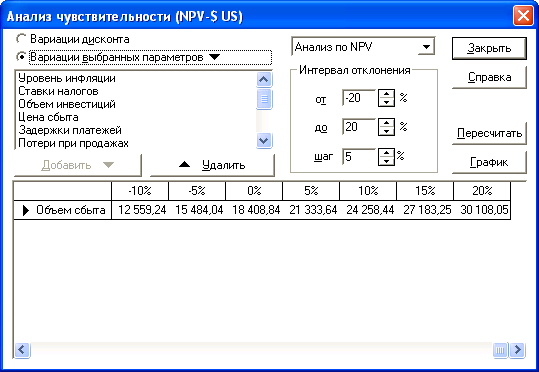 Анализ чувствительности (NPV-$ US)
Вариации дисконта
Вариации выбранных параметров
Анализ по NPV
Закрыть
Справка
Пересчитать
График
Уровень инфляции
Ставки налогов
Объем инвестиций
Цена сбыта
Задержки платежей
Потери при продажах
Интервал отклонения
от -20 %
до 20 %
шаг 5 %
Добавить
Удалить
-10% -5% 0% 5% 10% 15% 20%
Объем сбыта 12 559,24 15 484,04 18 408,84 21 333,64 24 258,44 27 183,25 30 108,05